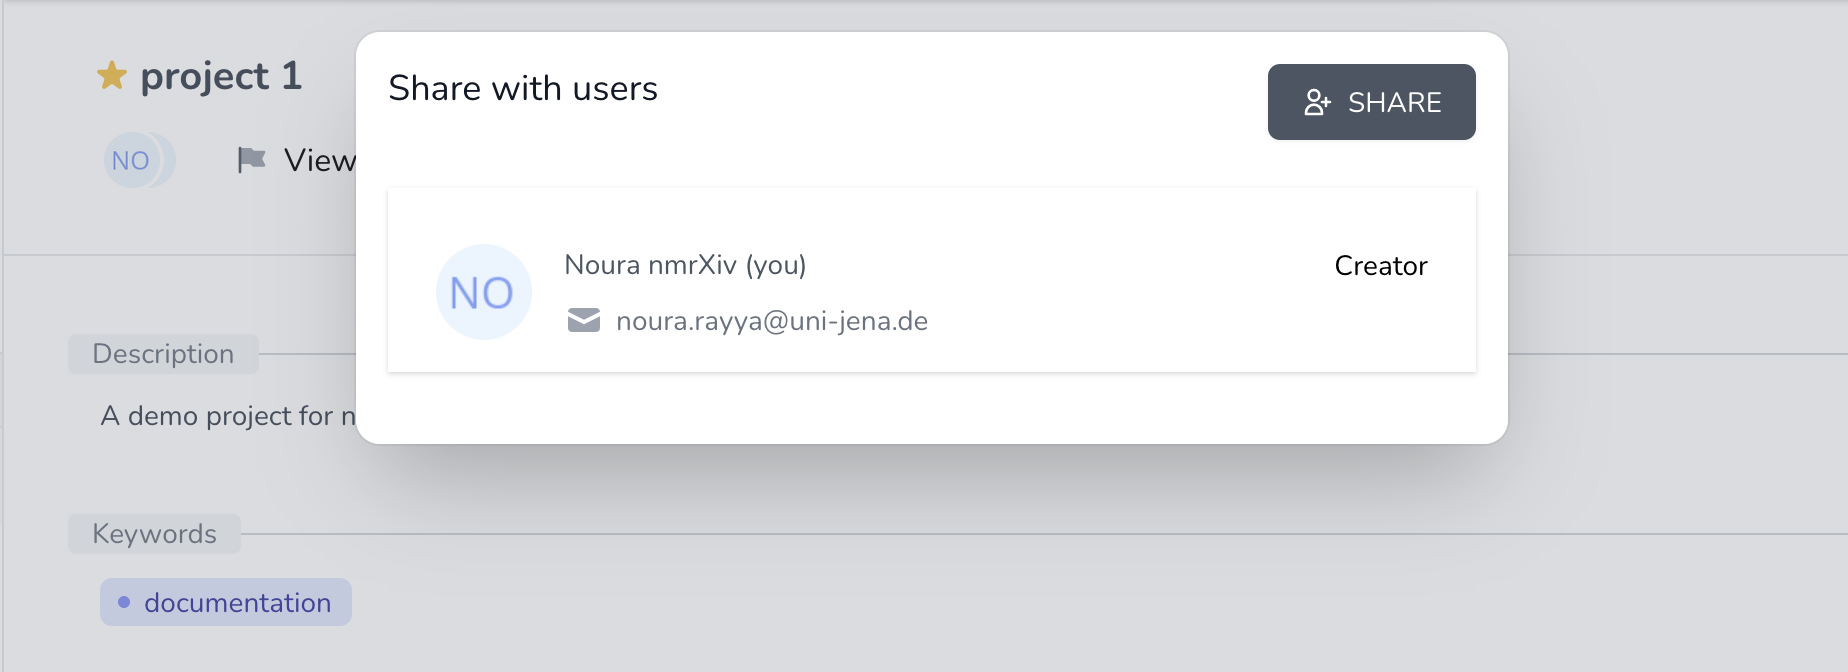 project 1
NO
View
Description
A demo project for
Keywords
documentation
Share with users
SHARE
NO
Noura nmrXiv (you)
Creator
noura.rayya@uni-jena.de